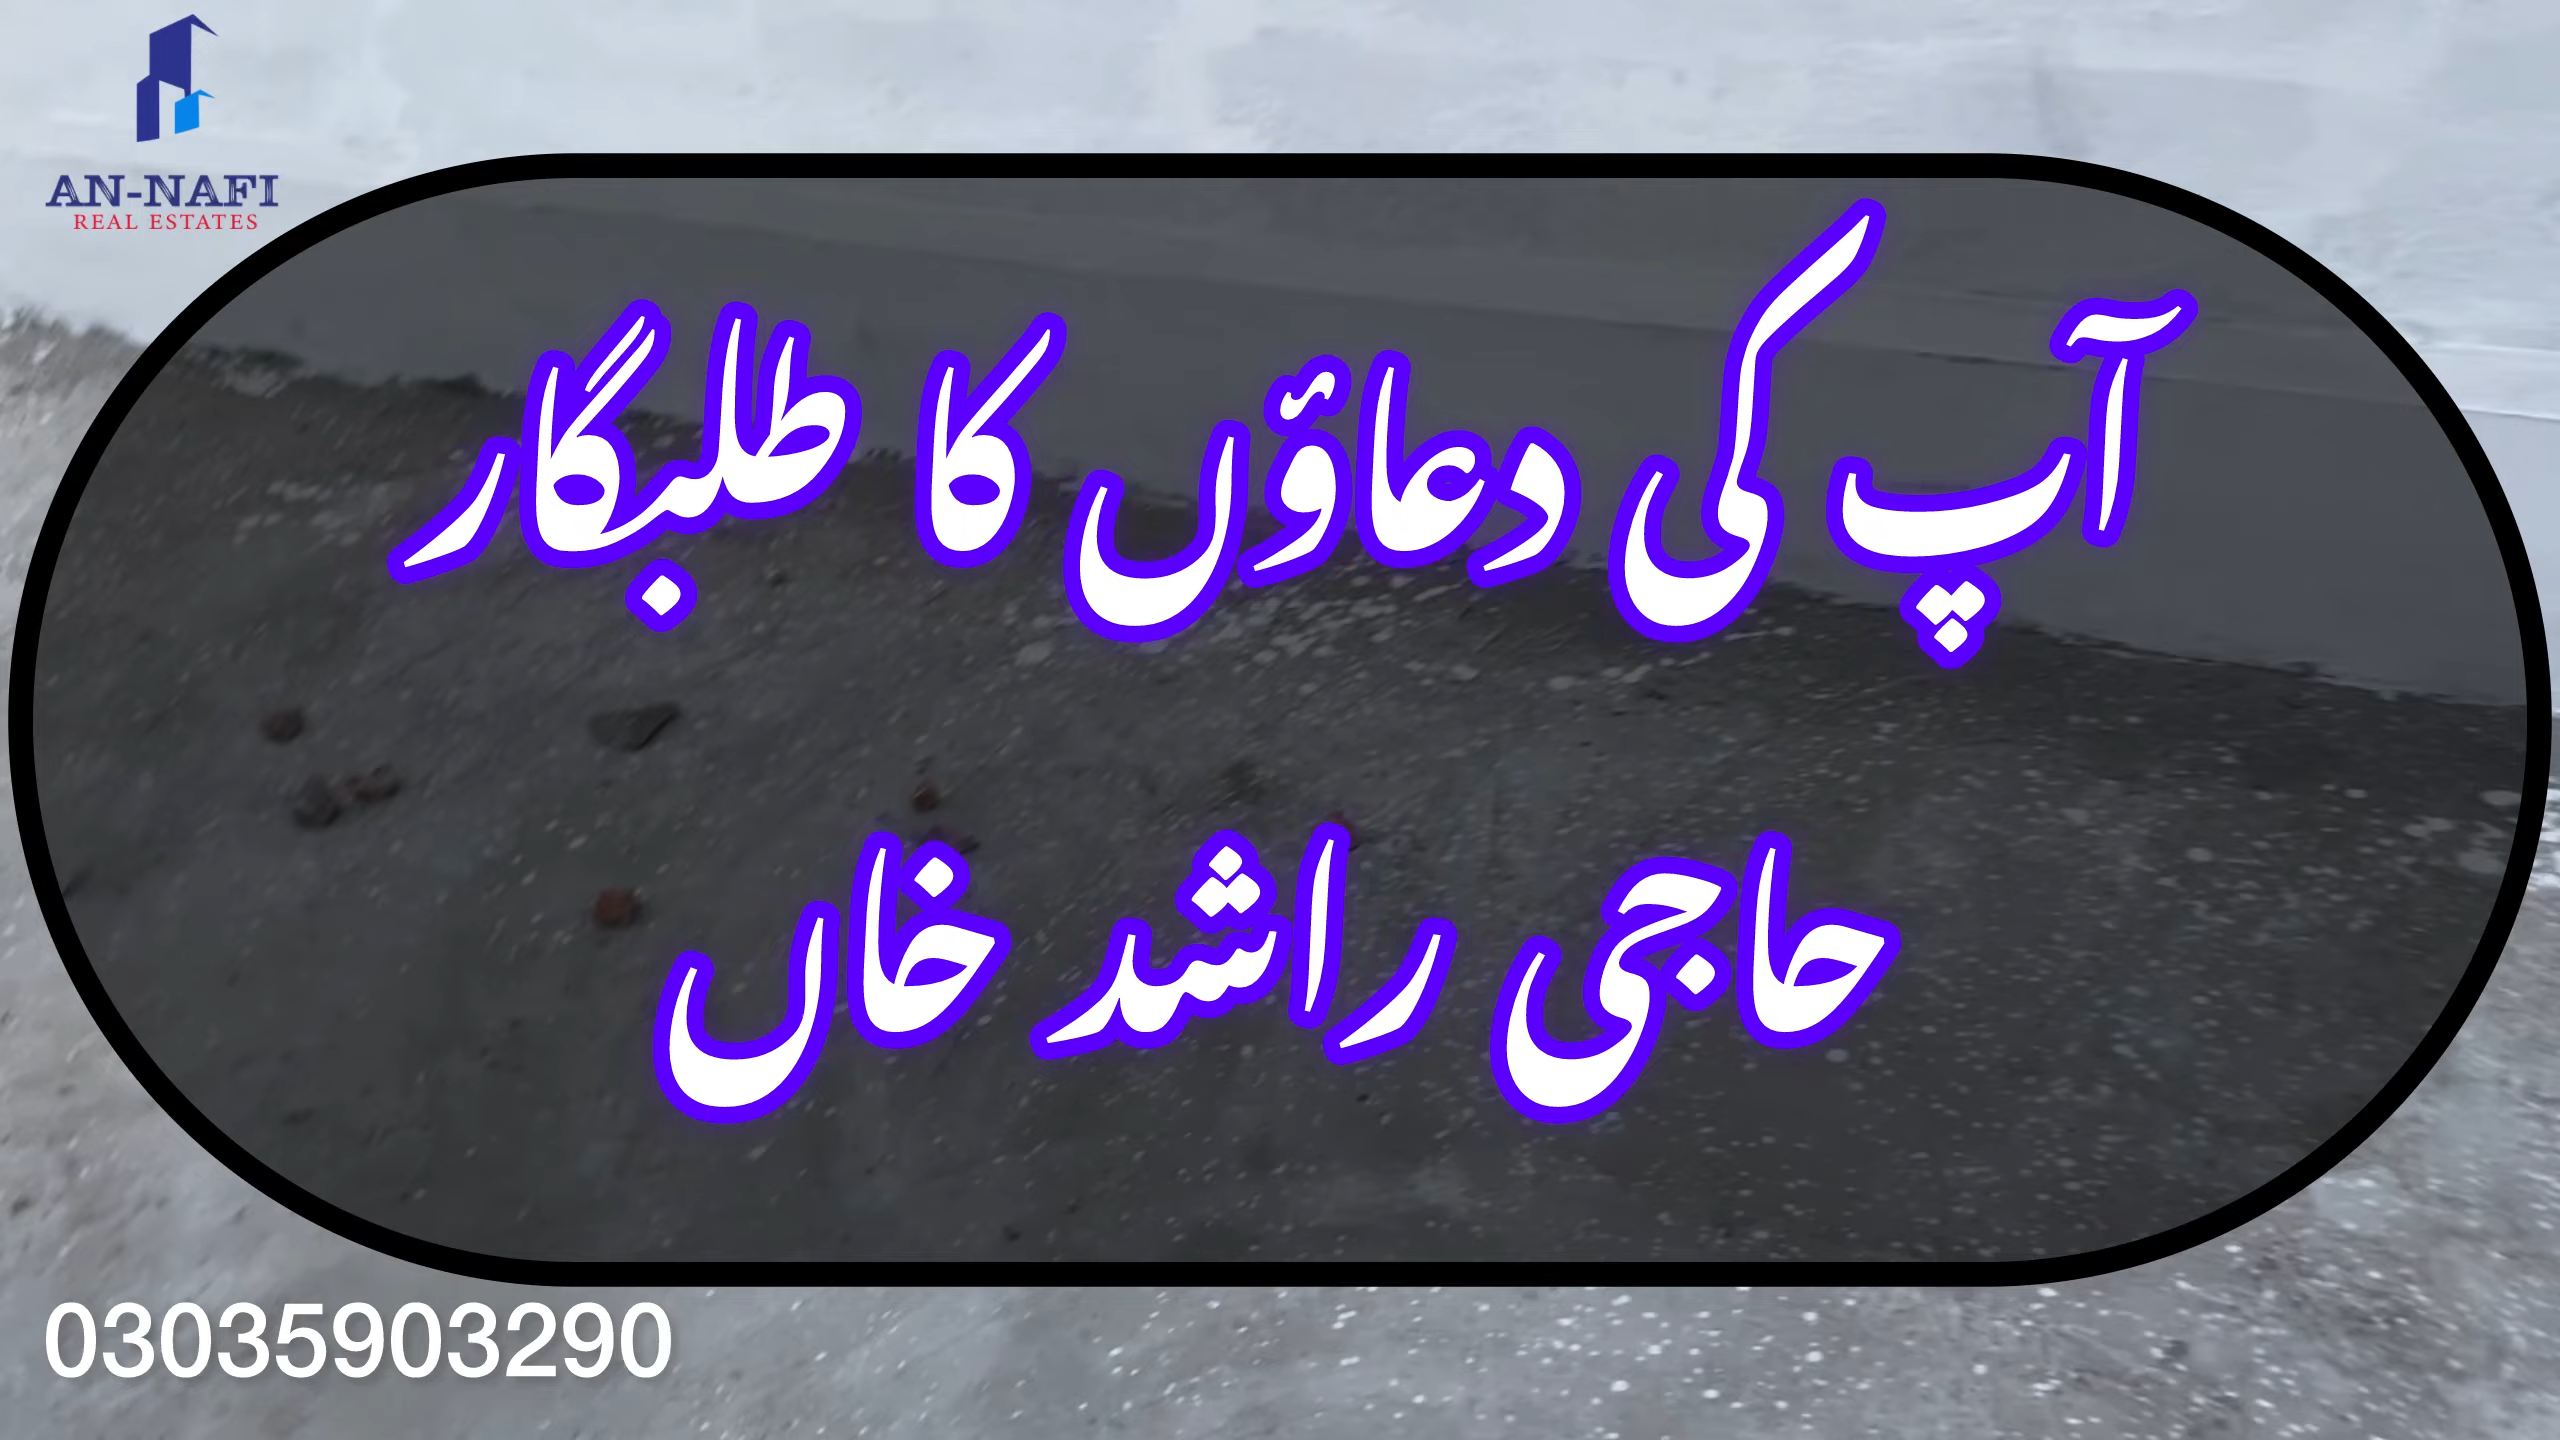 AN-NAFI
REAL ESTATES
آپ کی دعاؤں کا طلبگار
حاجی راشد خاں
03035903290